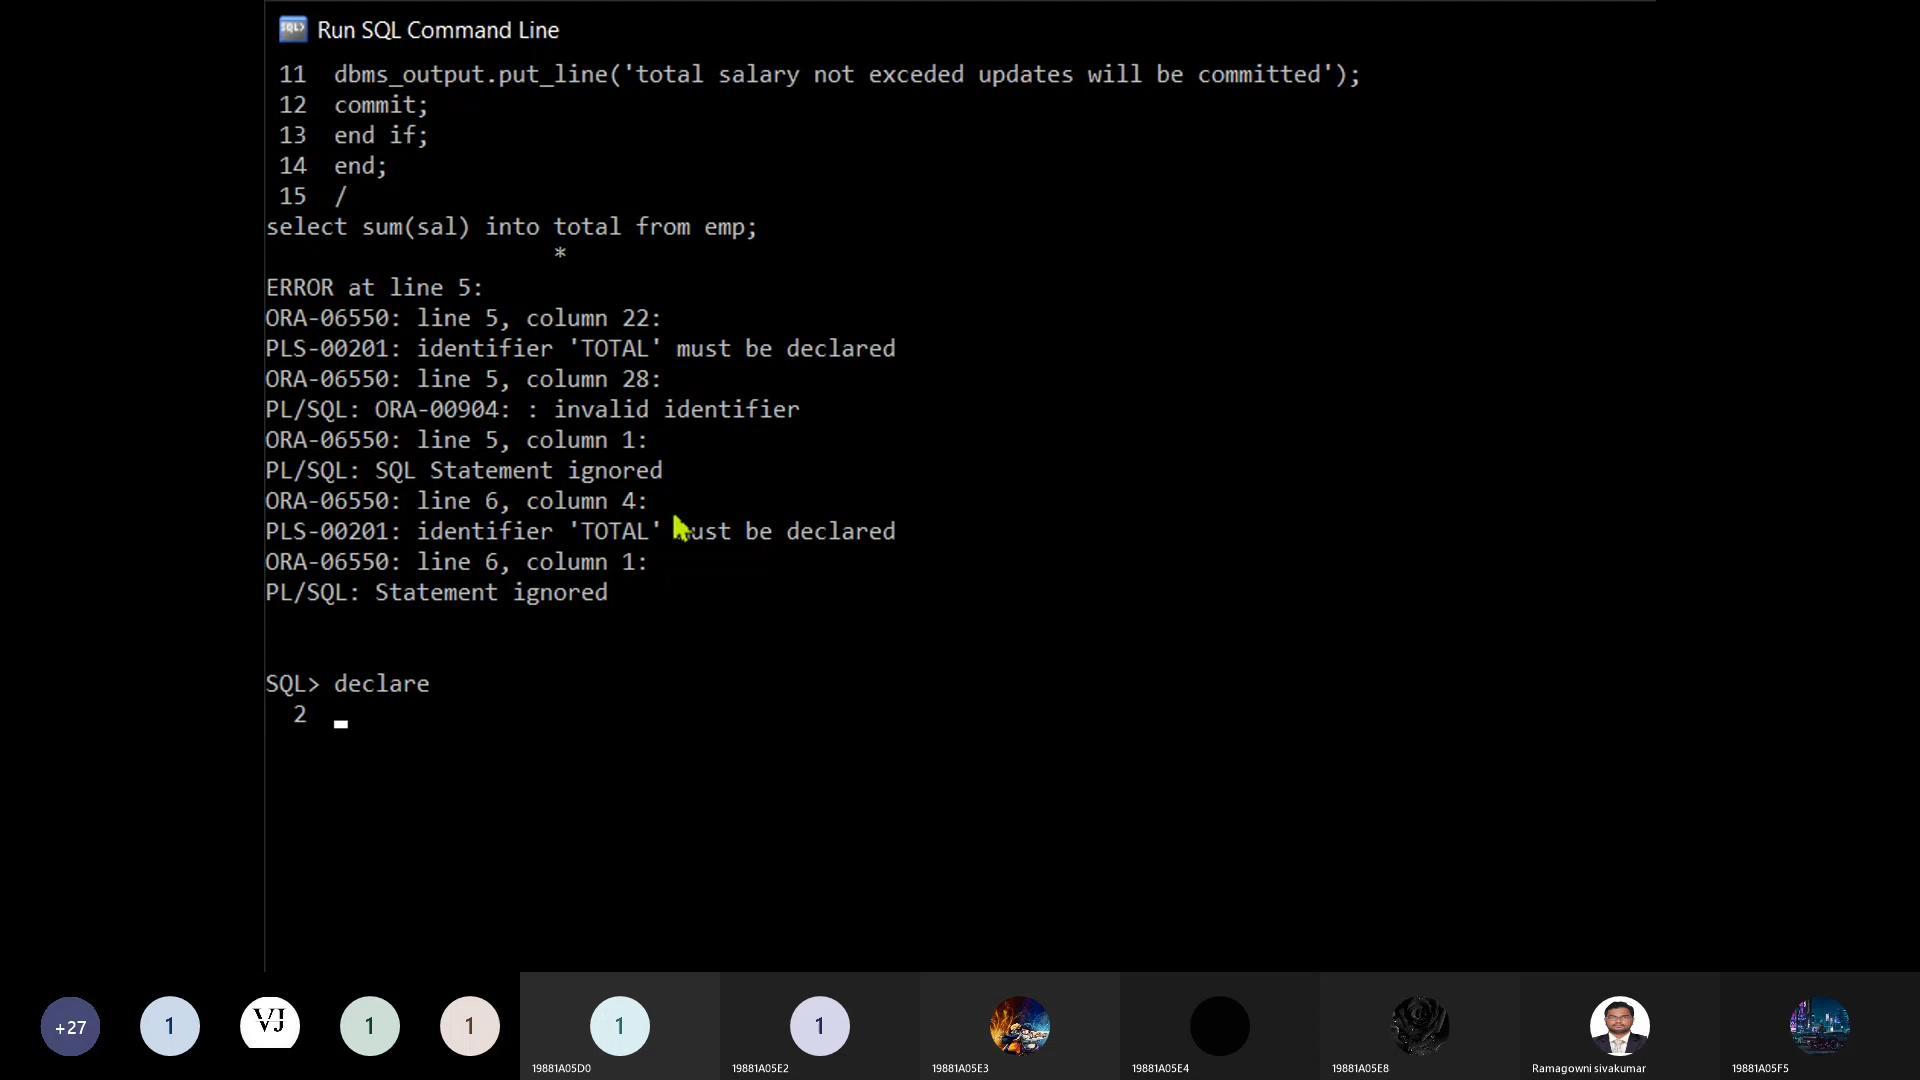 SQL>
Run SQL Command Line
11 dbms_output.put_line('total salary not exceded updates will be committed');
12 commit;
13 end if;
14 end;
15 /
select sum(sal) into total from emp;
*
ERROR at line 5:
ORA-06550: line 5, column 22:
PLS-00201: identifier 'TOTAL' must be declared
ORA-06550: line 5, column 28:
PL/SQL: ORA-00904: : invalid identifier
ORA-06550: line 5, column 1:
PL/SQL: SQL Statement ignored
ORA-06550: line 6, column 4:
PLS-00201: identifier 'TOTAL' must be declared
ORA-06550: line 6, column 1:
PL/SQL: Statement ignored
SQL> declare
2
+27
1
VJ
1
1
1
19881A05D0
1
19881A05E2
19881A05E3
19881A05E4
19881A05E8
Ramagowni sivakumar
19881A05F5